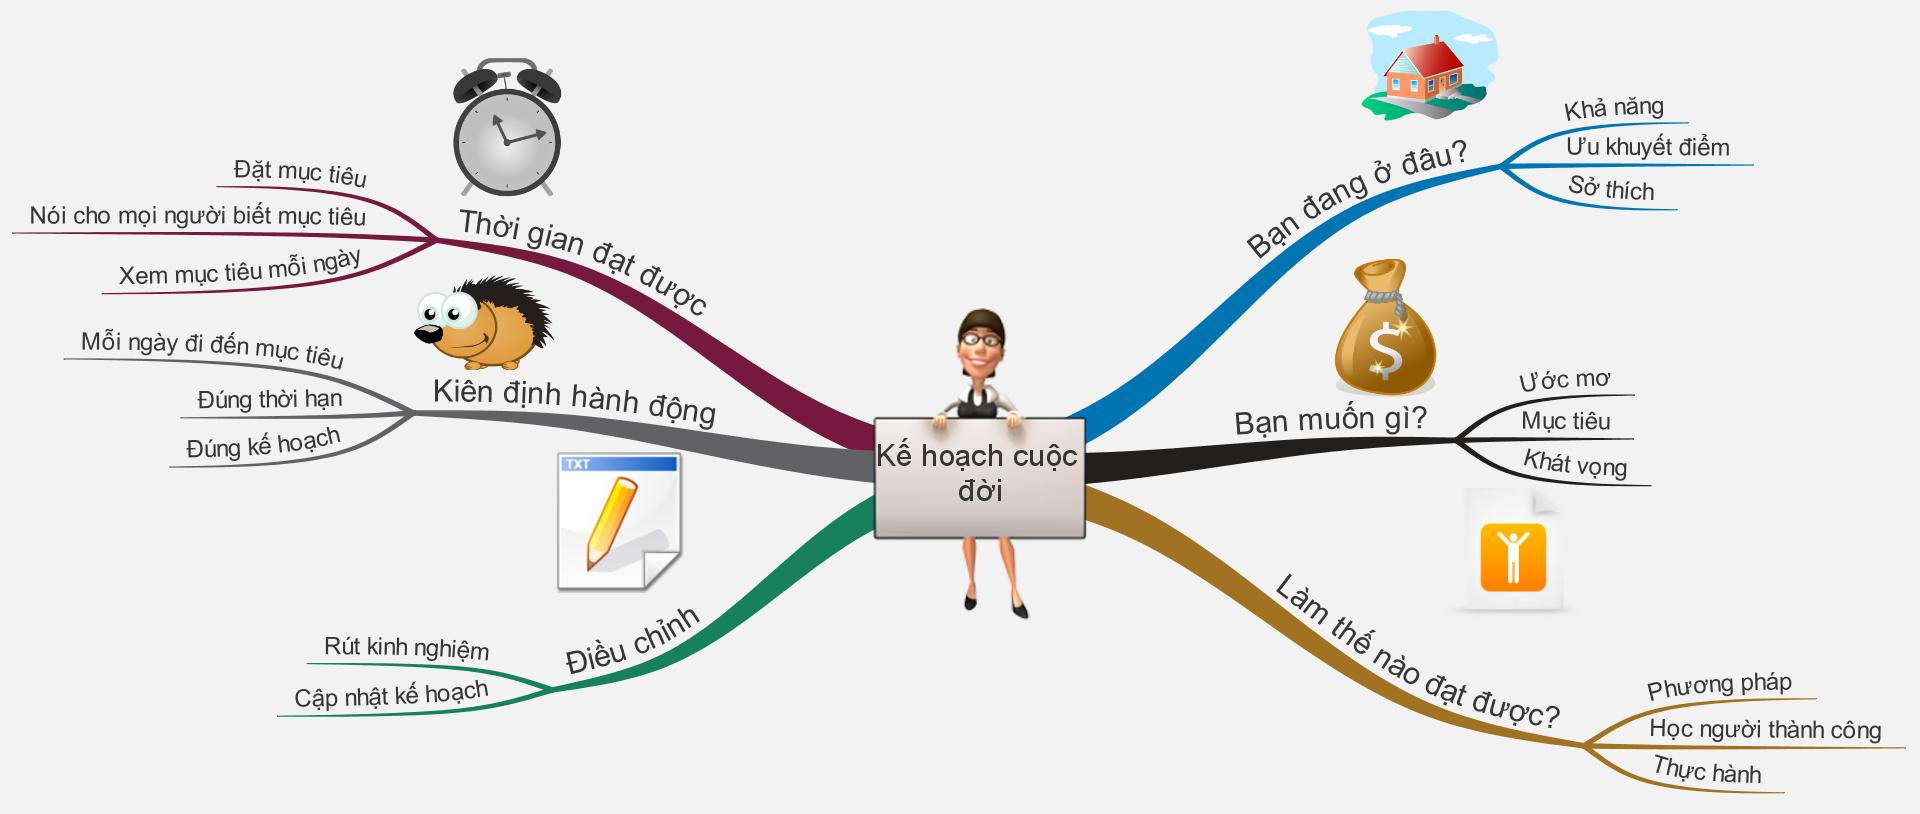 Kế hoạch cuộc
đời
Bạn đang ở đâu?
Khả năng
Ưu khuyết điểm
Sở thích
$
Bạn muốn gì?
Ước mơ
Mục tiêu
Khát vọng
Làm thế nào đạt được?
Phương pháp
Học người thành công
Thực hành
Thời gian đạt được
Đặt mục tiêu
Nói cho mọi người biết mục tiêu
Xem mục tiêu mỗi ngày
Kiên định hành động
Mỗi ngày đi đến mục tiêu
Đúng thời hạn
Đúng kế hoạch
TXT
Điều chỉnh
Rút kinh nghiệm
Cập nhật kế hoạch